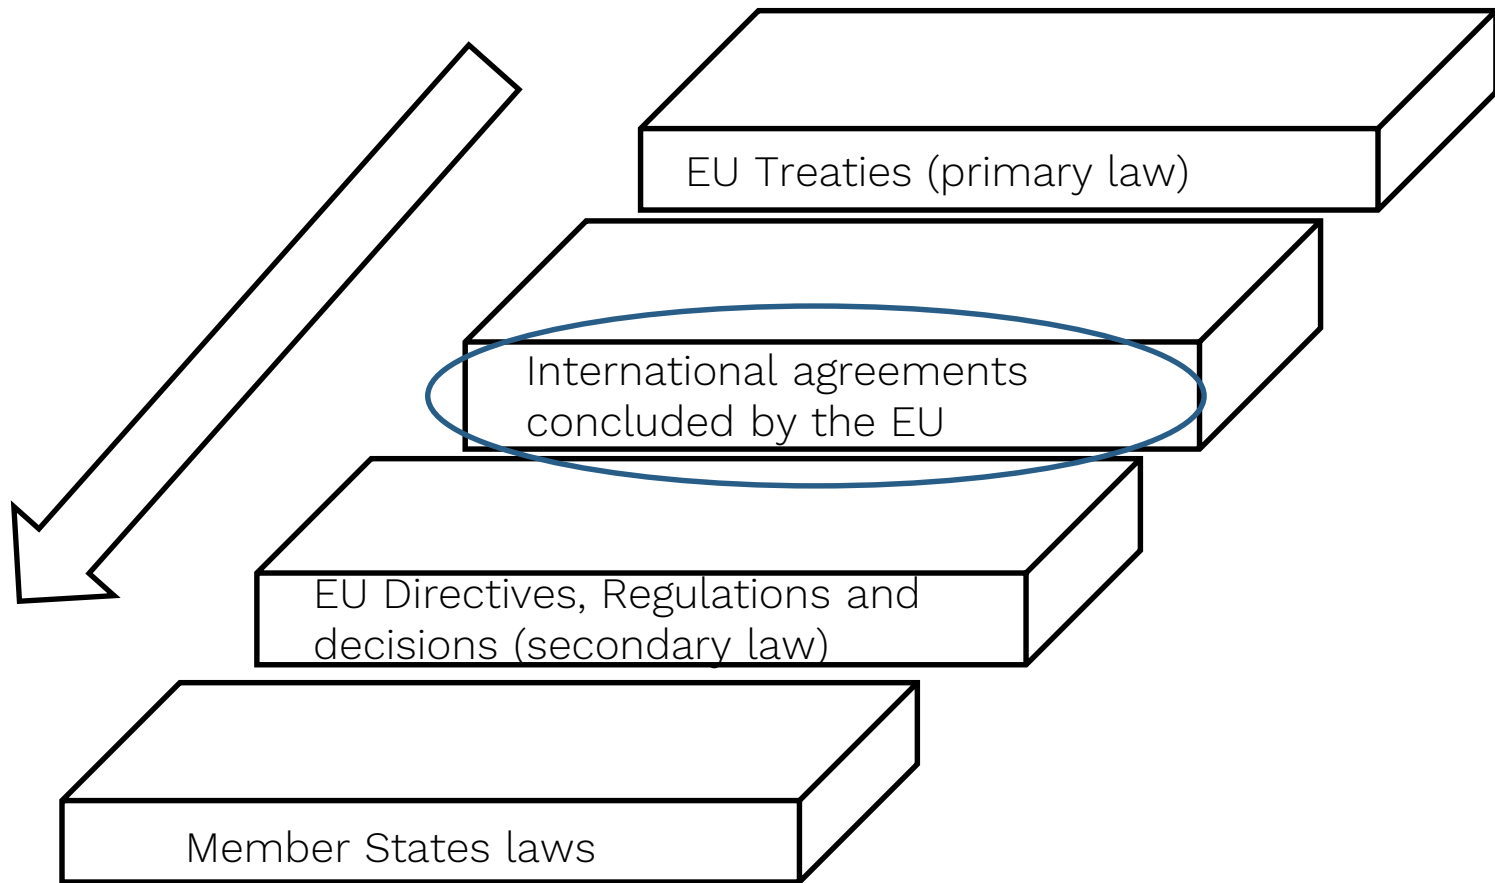 EU Treaties (primary law)
International agreements
concluded by the EU
EU Directives, Regulations and
decisions (secondary law)
Member States laws